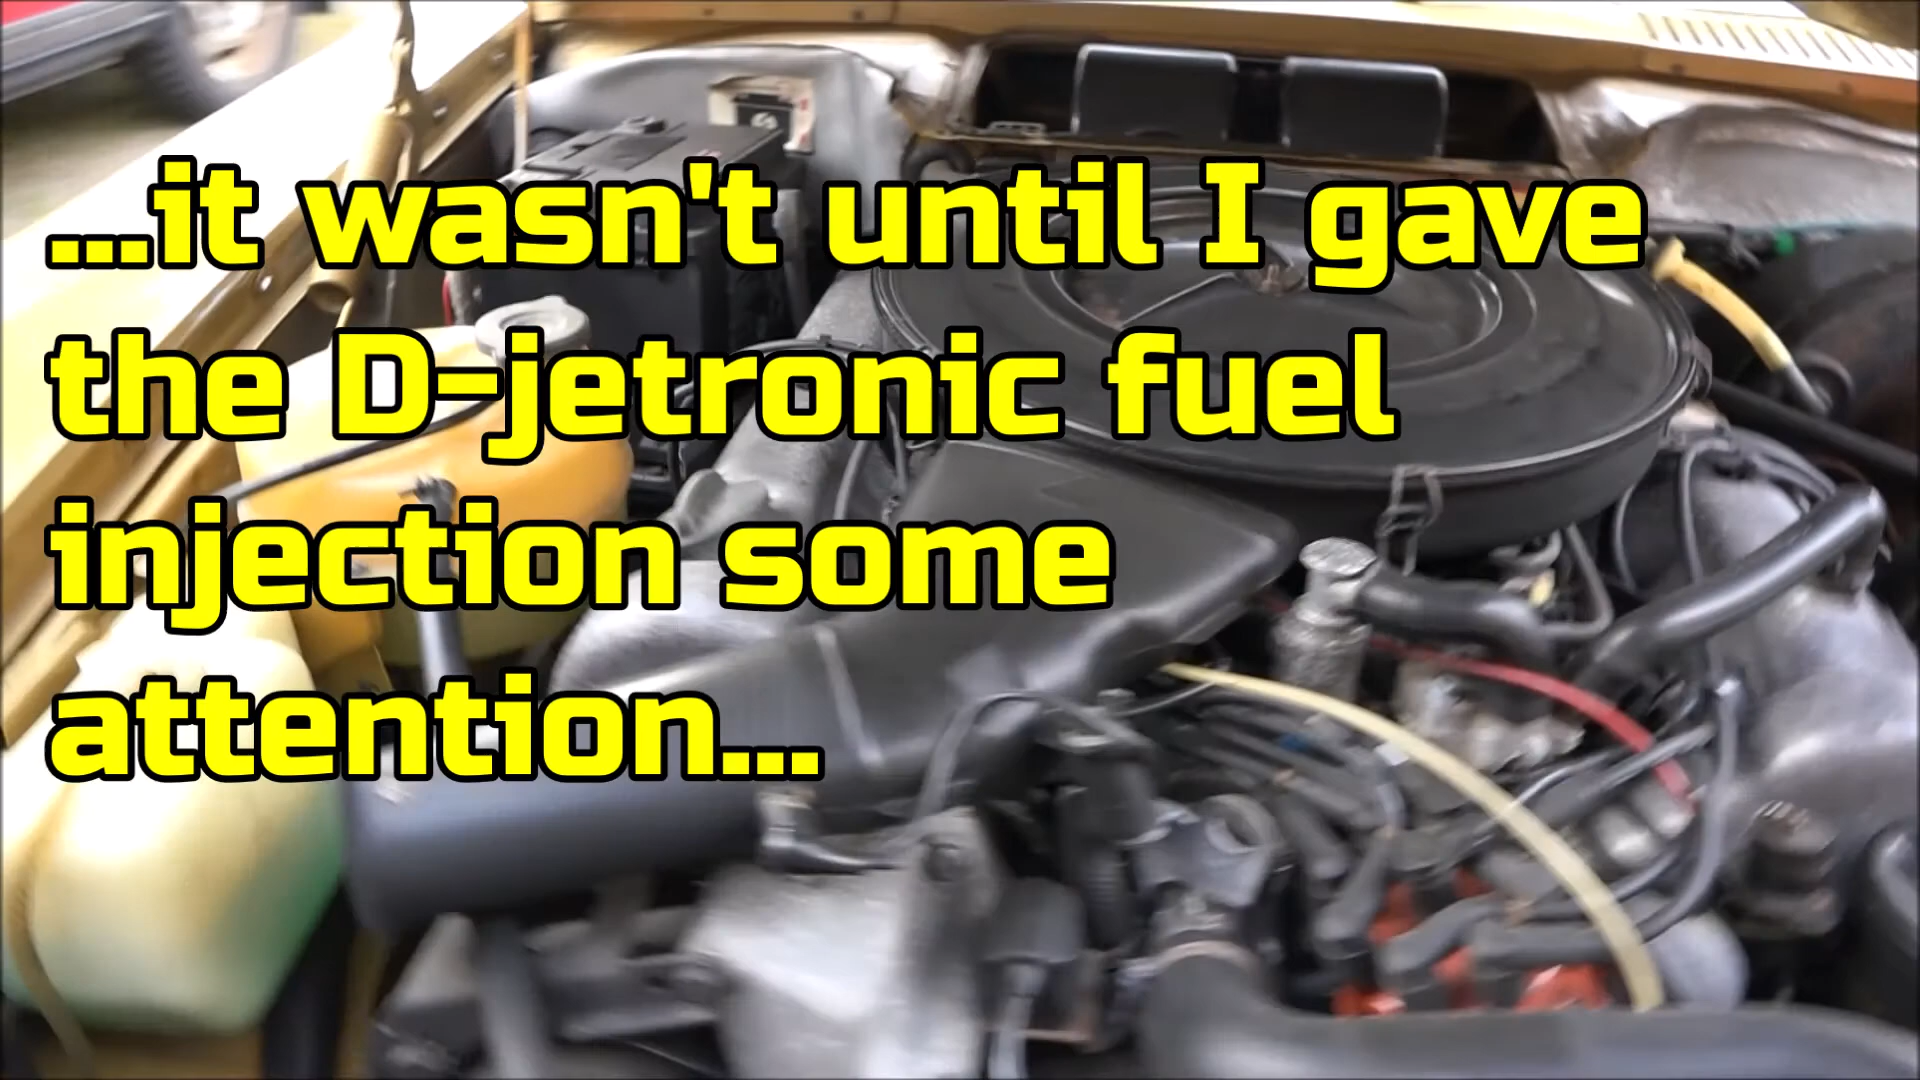 ...it wasn't until I gave
the D-jetronic fuel
injection some
attention...